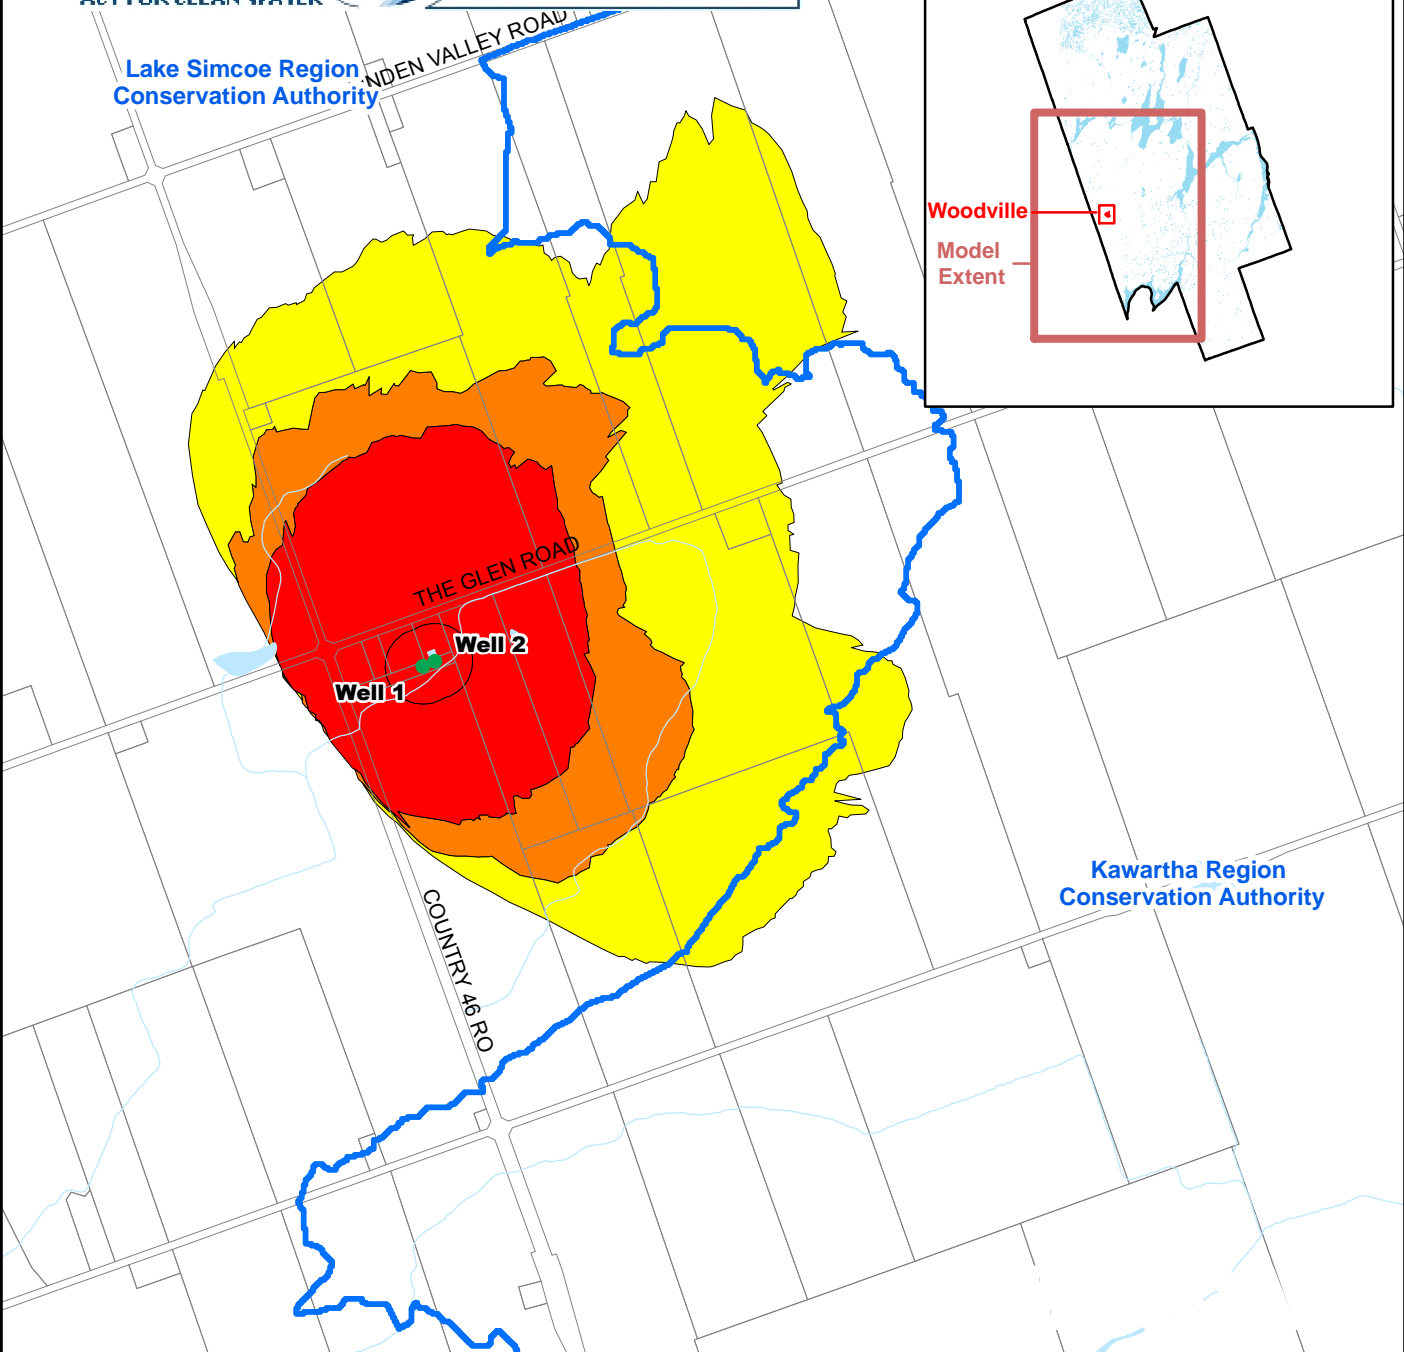 Lake Simcoe Region
Conservation Authority
NDEN VALLEY ROAD
Woodville
Model
Extent
THE GLEN ROAD
Well 2
Well 1
Kawartha Region
Conservation Authority
COUNTRY 46 RO